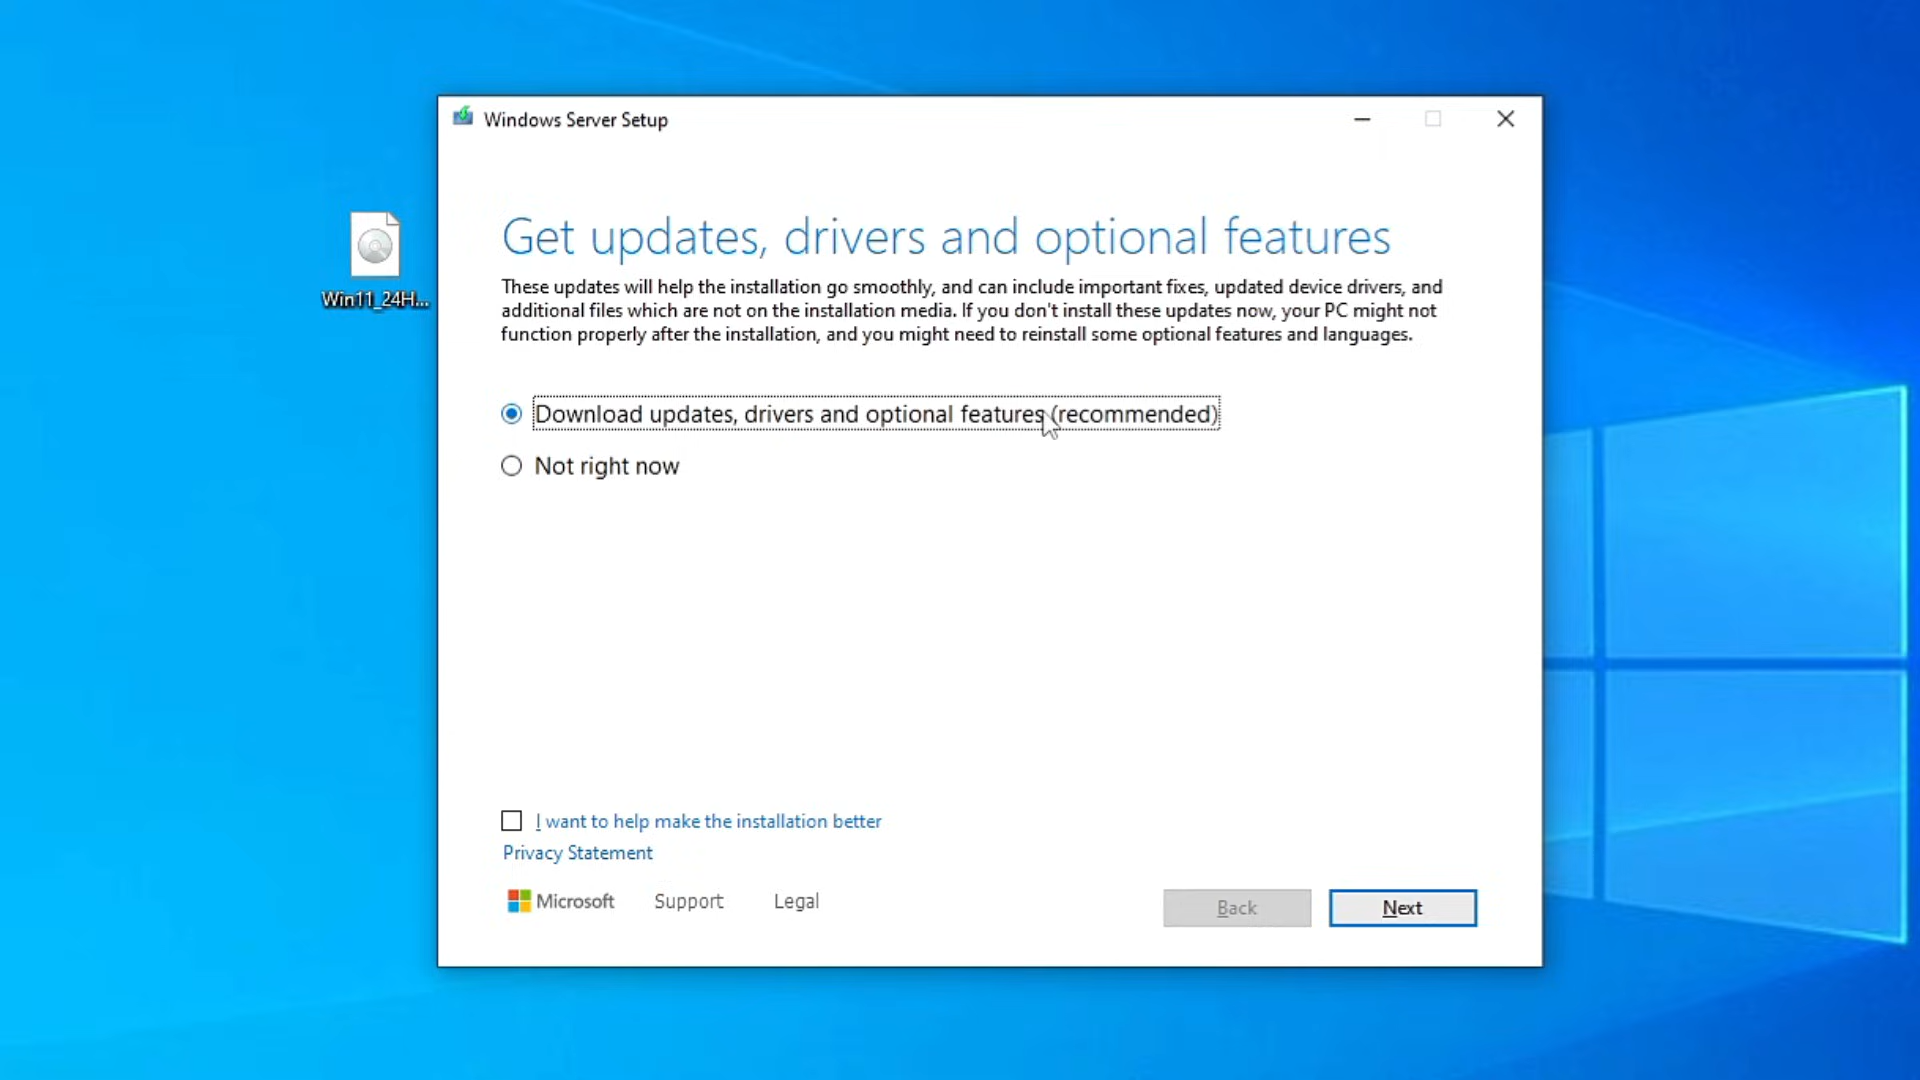 Windows Server Setup
Win11_24H...
Get updates, drivers and optional features
These updates will help the installation go smoothly, and can include important fixes, updated device drivers, and
additional files which are not on the installation media. If you don't install these updates now, your PC might not
function properly after the installation, and you might need to reinstall some optional features and languages.
Download updates, drivers and optional features (recommended)
Not right now
I want to help make the installation better
Privacy Statement
Microsoft Support Legal
Back Next